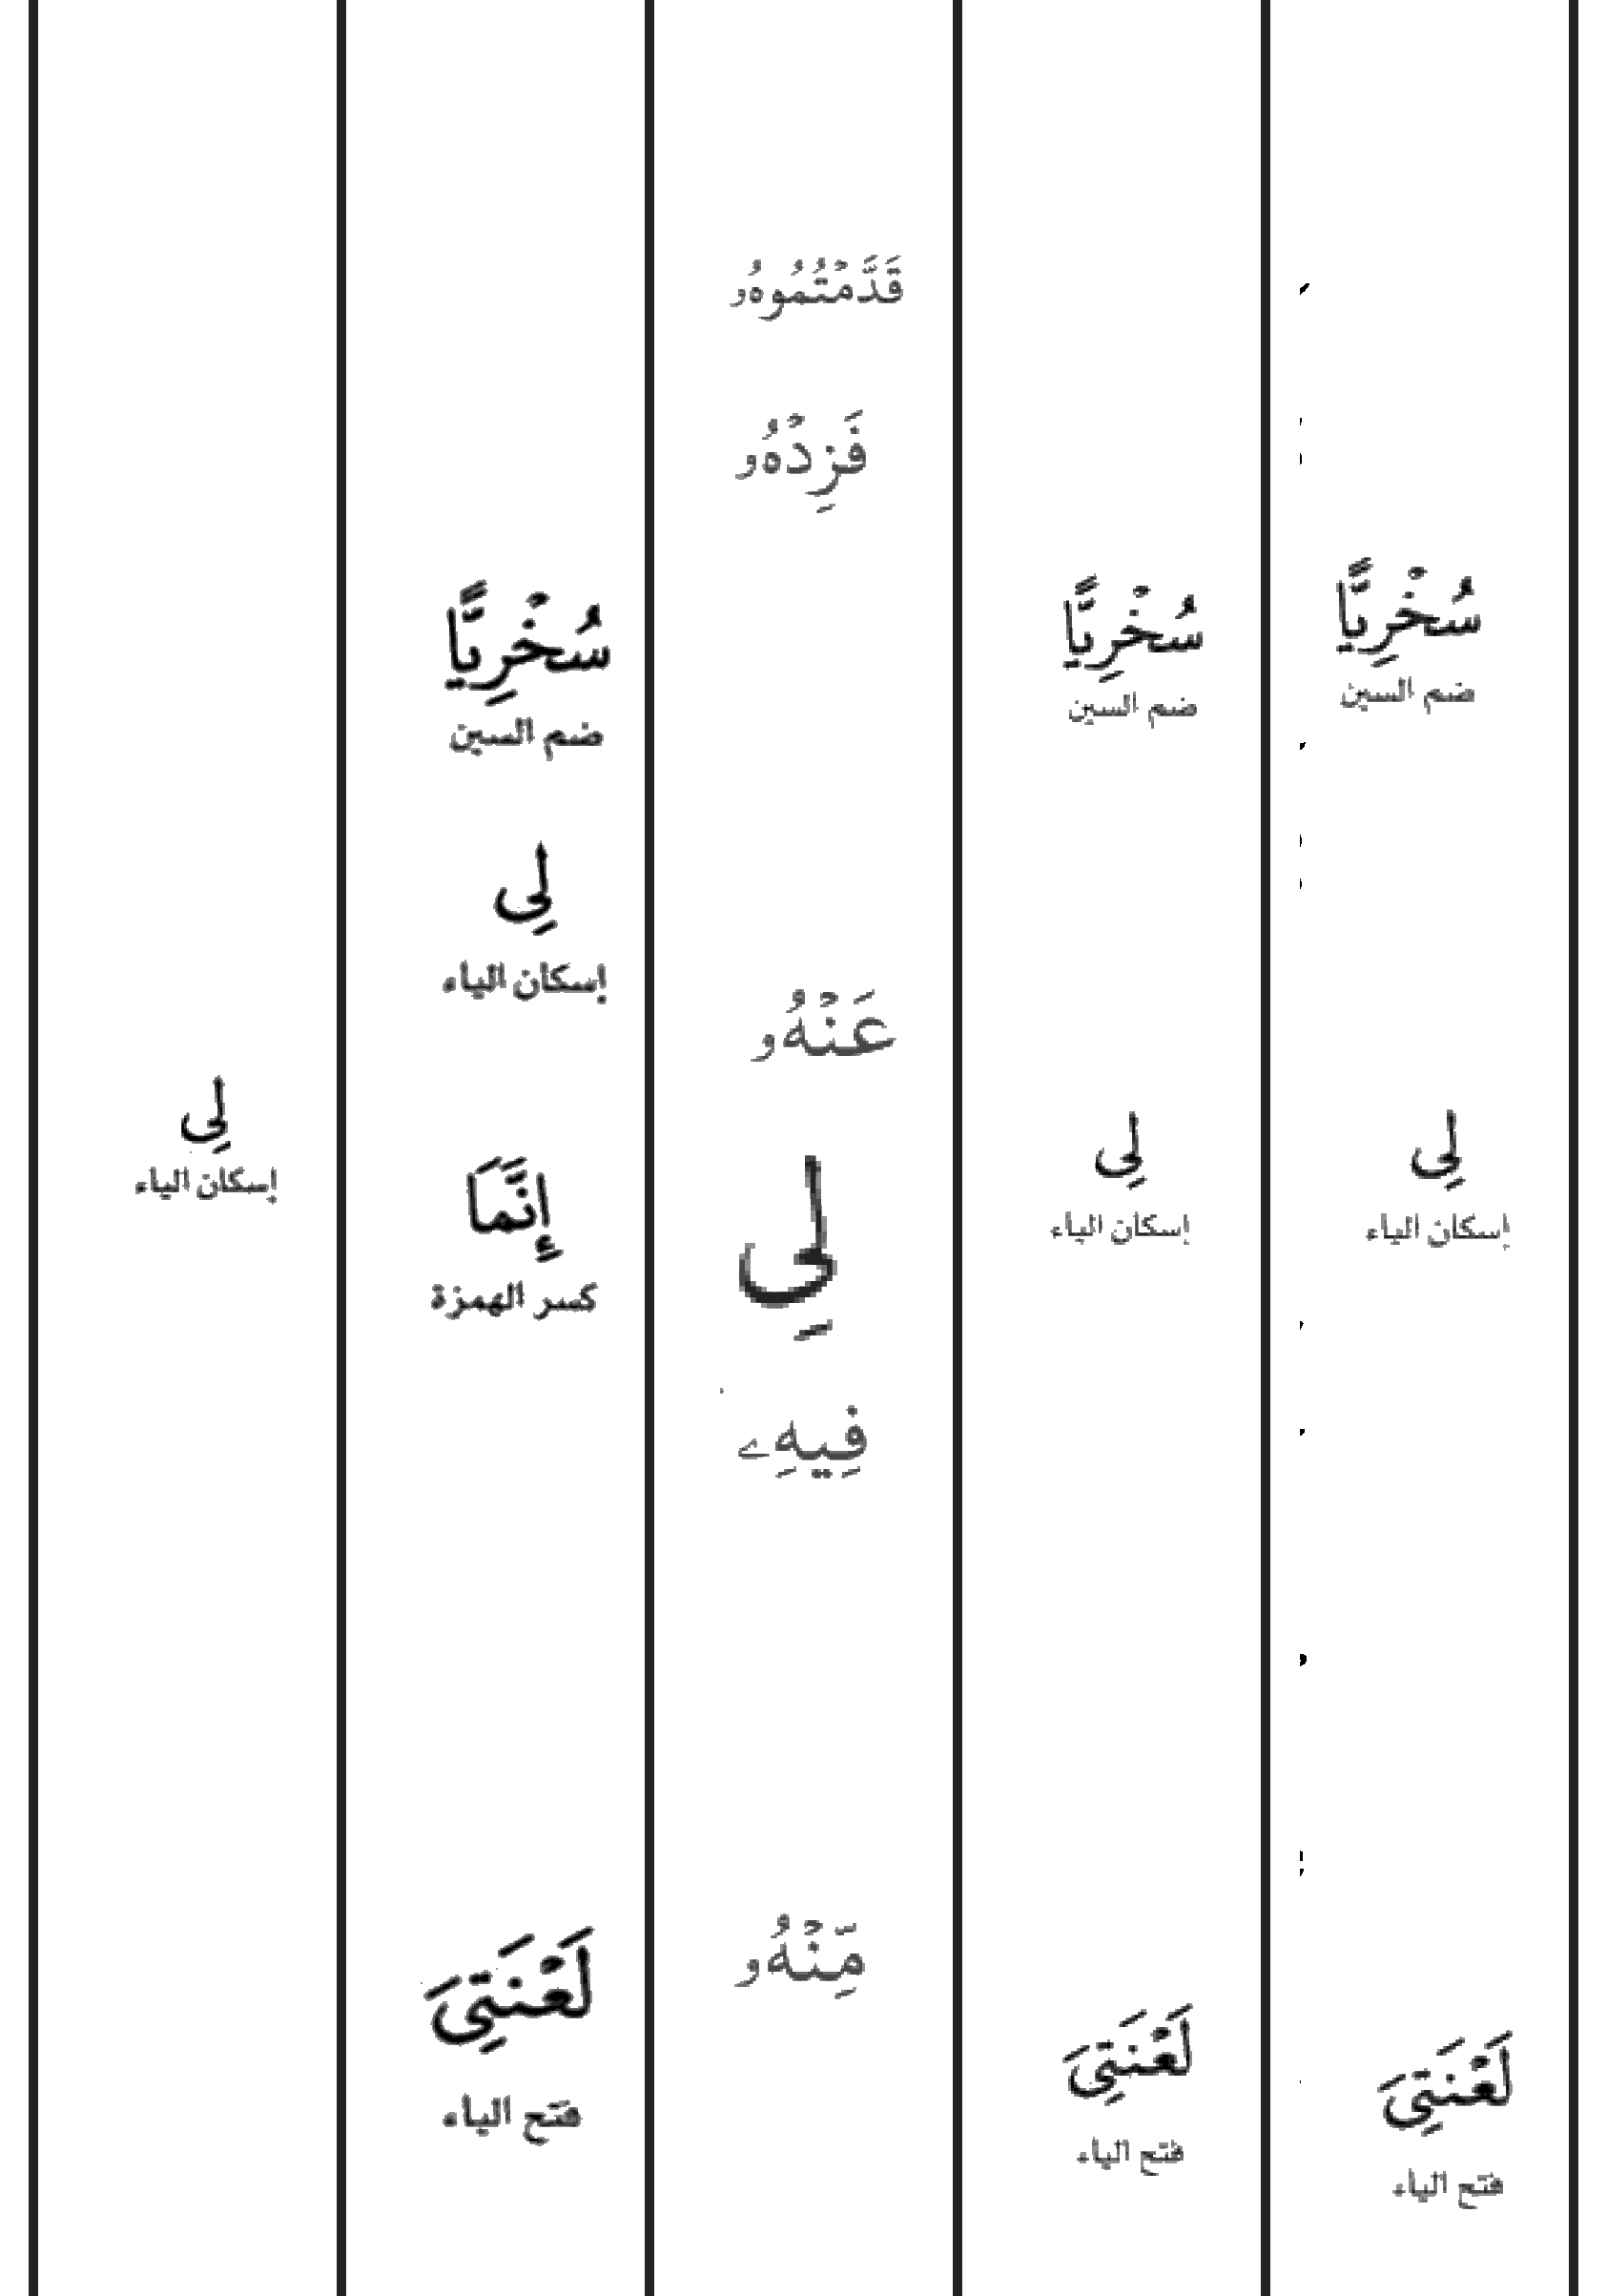 سُخْرِيًّا
ضم السين
لِي
إسكان الياء
لَعْنَتِيَ
فتح الياء
سُخْرِيًّا
ضم السين
لِي
إسكان الياء
لَعْنَتِيَ
فتح الياء
قَدَّمْتُمُوهُۥ
فَزِدْهُۥ
عَنْهُۥ
لِي
فِيهِۦ
مِّنْهُۥ
سُخْرِيًّا
ضم السين
لِي
إسكان الياء
إِنَّمَا
كسر الهمزة
لَعْنَتِيَ
فتح الياء
لِي
إسكان الياء